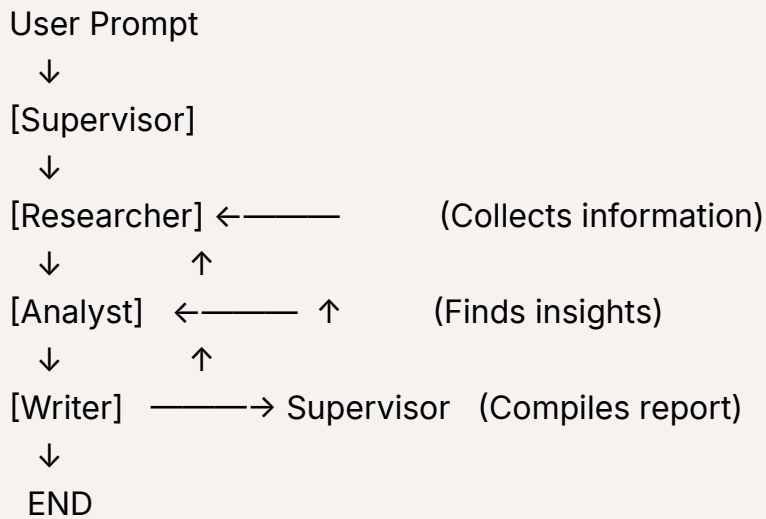 User Prompt
↓
[Supervisor]
↓
[Researcher] ←——— (Collects information)
↓ ↑
[Analyst] ←——— ↑ (Finds insights)
↓ ↑
[Writer] ———→ Supervisor (Compiles report)
↓
END